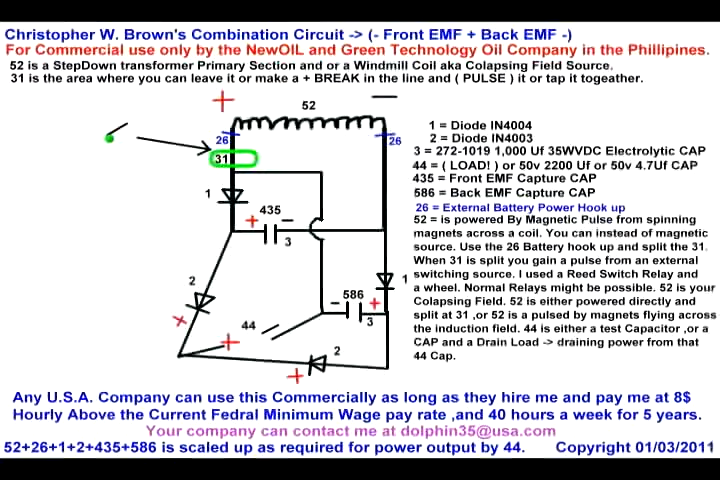 Christopher W. Brown's Combination Circuit -> (- Front EMF + Back EMF -)
For Commercial use only by the NewOIL and Green Technology Oil Company in the Phillipines.
52 is a StepDown transformer Primary Section and or a Windmill Coil aka Colapsing Field Source.
31 is the area where you can leave it or make a + BREAK in the line and ( PULSE ) it or tap it togeather.
+ 52 —
26 26
31
1
435
+ −
3
2
586
− +
1
3
44
+
2
+
+
1 = Diode IN4004
2 = Diode IN4003
3 = 272-1019 1,000 Uf 35WVDC Electrolytic CAP
44 = ( LOAD! ) or 50v 2200 Uf or 50v 4.7Uf CAP
435 = Front EMF Capture CAP
586 = Back EMF Capture CAP
26 = External Battery Power Hook up
52 = is powered By Magnetic Pulse from spinning
magnets across a coil. You can instead of magnetic
source. Use the 26 Battery hook up and split the 31.
When 31 is split you gain a pulse from an external
switching source. I used a Reed Switch Relay and
a wheel. Normal Relays might be possible. 52 is your
Colapsing Field. 52 is either powered directly and
split at 31 ,or 52 is a pulsed by magnets flying across
the induction field. 44 is either a test Capacitor ,or a
CAP and a Drain Load -> draining power from that
44 Cap.
Any U.S.A. Company can use this Commercially as long as they hire me and pay me at 8$
Hourly Above the Current Fedral Minimum Wage pay rate ,and 40 hours a week for 5 years.
Your company can contact me at dolphin35@usa.com
52+26+1+2+435+586 is scaled up as required for power output by 44. Copyright 01/03/2011